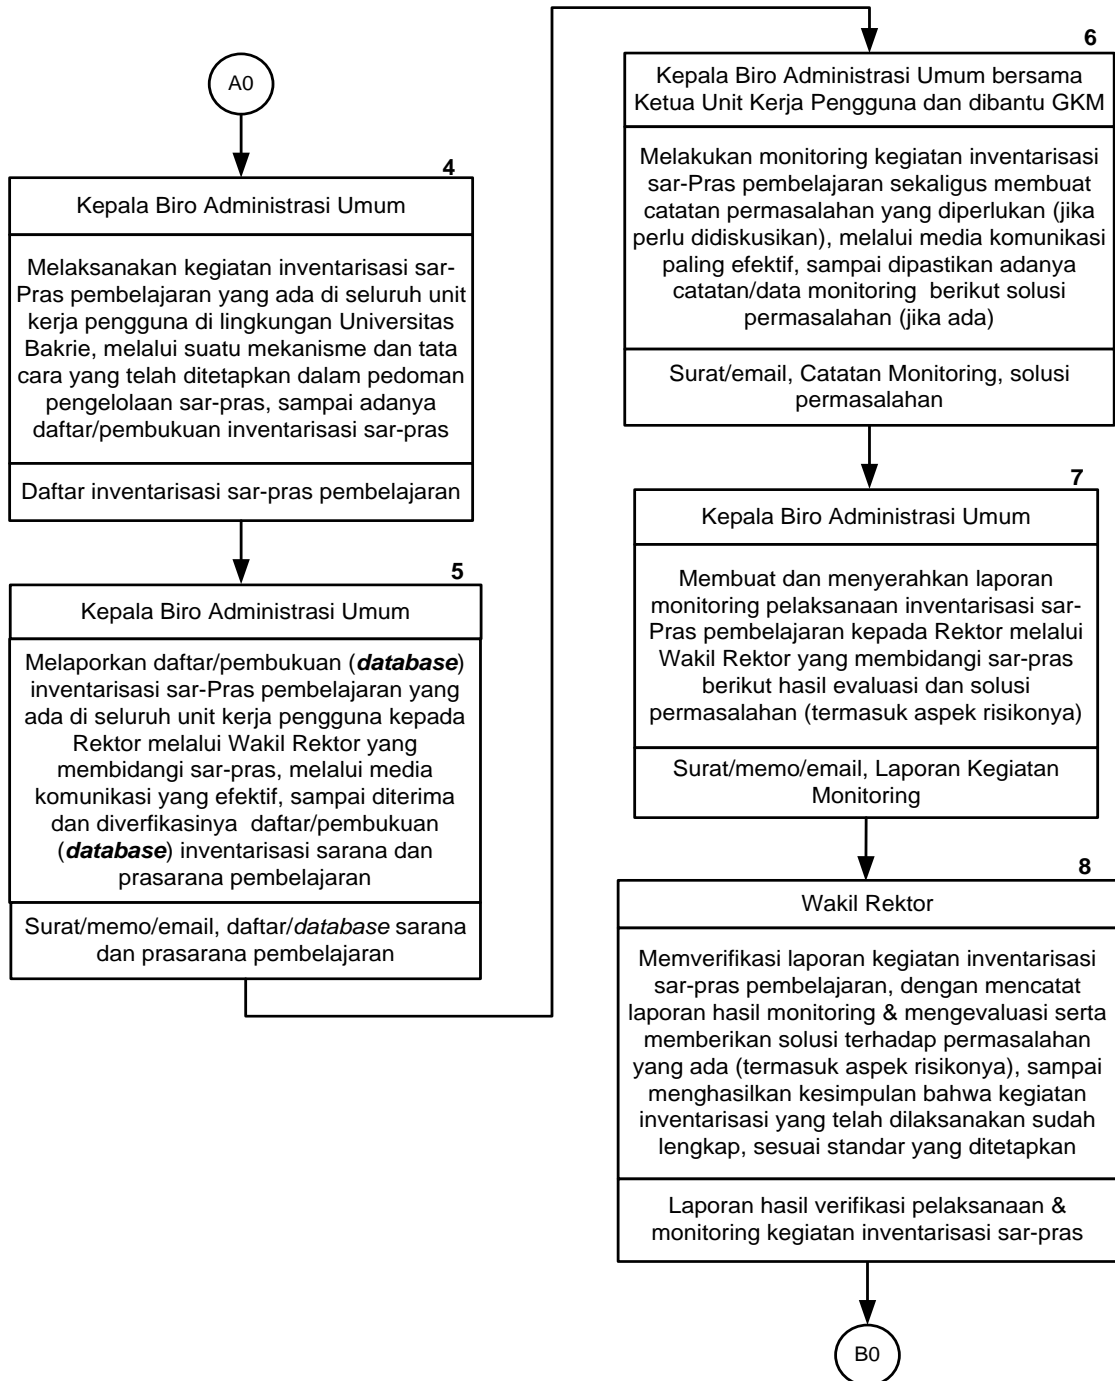 A0
4
Kepala Biro Administrasi Umum
Melaksanakan kegiatan inventarisasi sar-
Pras pembelajaran yang ada di seluruh unit
kerja pengguna di lingkungan Universitas
Bakrie, melalui suatu mekanisme dan tata
cara yang telah ditetapkan dalam pedoman
pengelolaan sar-pras, sampai adanya
daftar/pembukuan inventarisasi sar-pras
Daftar inventarisasi sar-pras pembelajaran
5
Kepala Biro Administrasi Umum
Melaporkan daftar/pembukuan (database)
inventarisasi sar-Pras pembelajaran yang
ada di seluruh unit kerja pengguna kepada
Rektor melalui Wakil Rektor yang
membidangi sar-pras, melalui media
komunikasi yang efektif, sampai diterima
dan diverfikasinya daftar/pembukuan
(database) inventarisasi sarana dan
prasarana pembelajaran
Surat/memo/email, daftar/database sarana
dan prasarana pembelajaran
6
Kepala Biro Administrasi Umum bersama
Ketua Unit Kerja Pengguna dan dibantu GKM
Melakukan monitoring kegiatan inventarisasi
sar-Pras pembelajaran sekaligus membuat
catatan permasalahan yang diperlukan (jika
perlu didiskusikan), melalui media komunikasi
paling efektif, sampai dipastikan adanya
catatan/data monitoring berikut solusi
permasalahan (jika ada)
Surat/email, Catatan Monitoring, solusi
permasalahan
7
Kepala Biro Administrasi Umum
Membuat dan menyerahkan laporan
monitoring pelaksanaan inventarisasi sar-
Pras pembelajaran kepada Rektor melalui
Wakil Rektor yang membidangi sar-pras
berikut hasil evaluasi dan solusi
permasalahan (termasuk aspek risikonya)
Surat/memo/email, Laporan Kegiatan
Monitoring
8
Wakil Rektor
Memverifikasi laporan kegiatan inventarisasi
sar-pras pembelajaran, dengan mencatat
laporan hasil monitoring & mengevaluasi serta
memberikan solusi terhadap permasalahan
yang ada (termasuk aspek risikonya), sampai
menghasilkan kesimpulan bahwa kegiatan
inventarisasi yang telah dilaksanakan sudah
lengkap, sesuai standar yang ditetapkan
Laporan hasil verifikasi pelaksanaan &
monitoring kegiatan inventarisasi sar-pras
B0